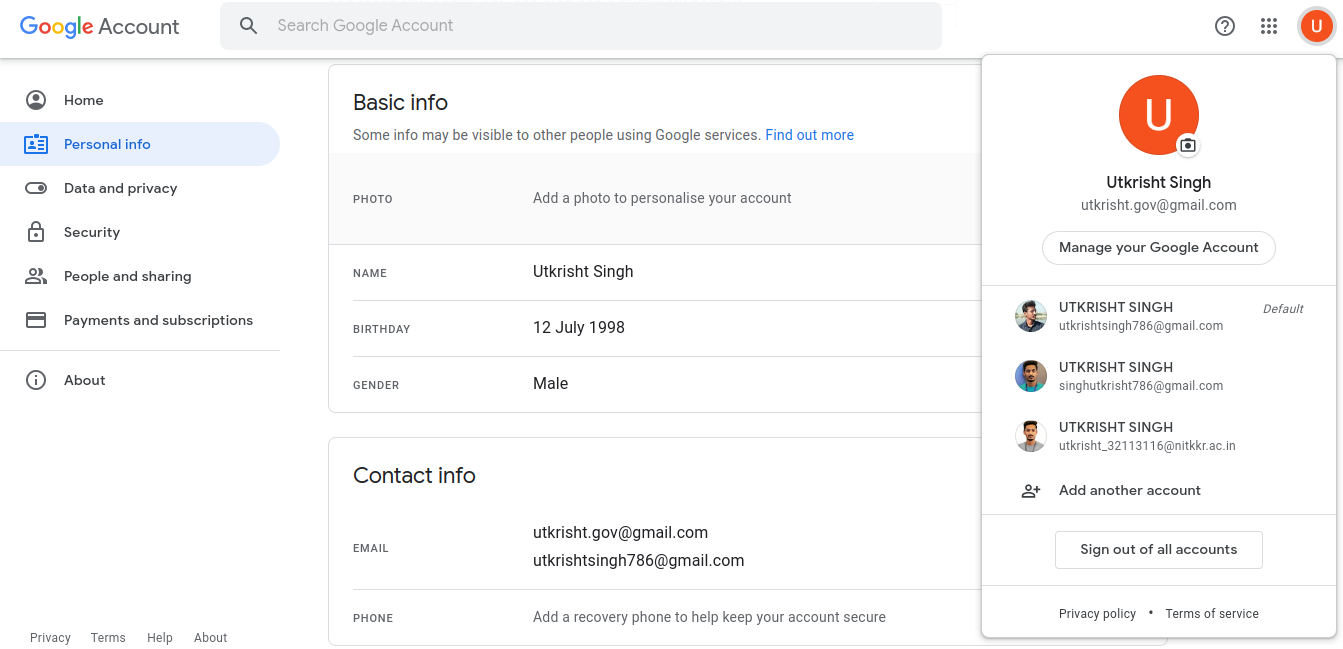 Google Account
Search Google Account
U
Home
Personal info
Data and privacy
Security
People and sharing
Payments and subscriptions
About
Privacy Terms Help About
Basic info
Some info may be visible to other people using Google services. Find out more
PHOTO Add a photo to personalise your account
NAME Utkrisht Singh
BIRTHDAY 12 July 1998
GENDER Male
Contact info
EMAIL
utkrisht.gov@gmail.com
utkrishtsingh786@gmail.com
PHONE Add a recovery phone to help keep your account secure
U
Utkrisht Singh
utkrisht.gov@gmail.com
Manage your Google Account
UTKRISHT SINGH Default
utkrishtsingh786@gmail.com
UTKRISHT SINGH
singhutkrisht786@gmail.com
UTKRISHT SINGH
utkrisht_32113116@nitkkr.ac.in
Add another account
Sign out of all accounts
Privacy policy • Terms of service